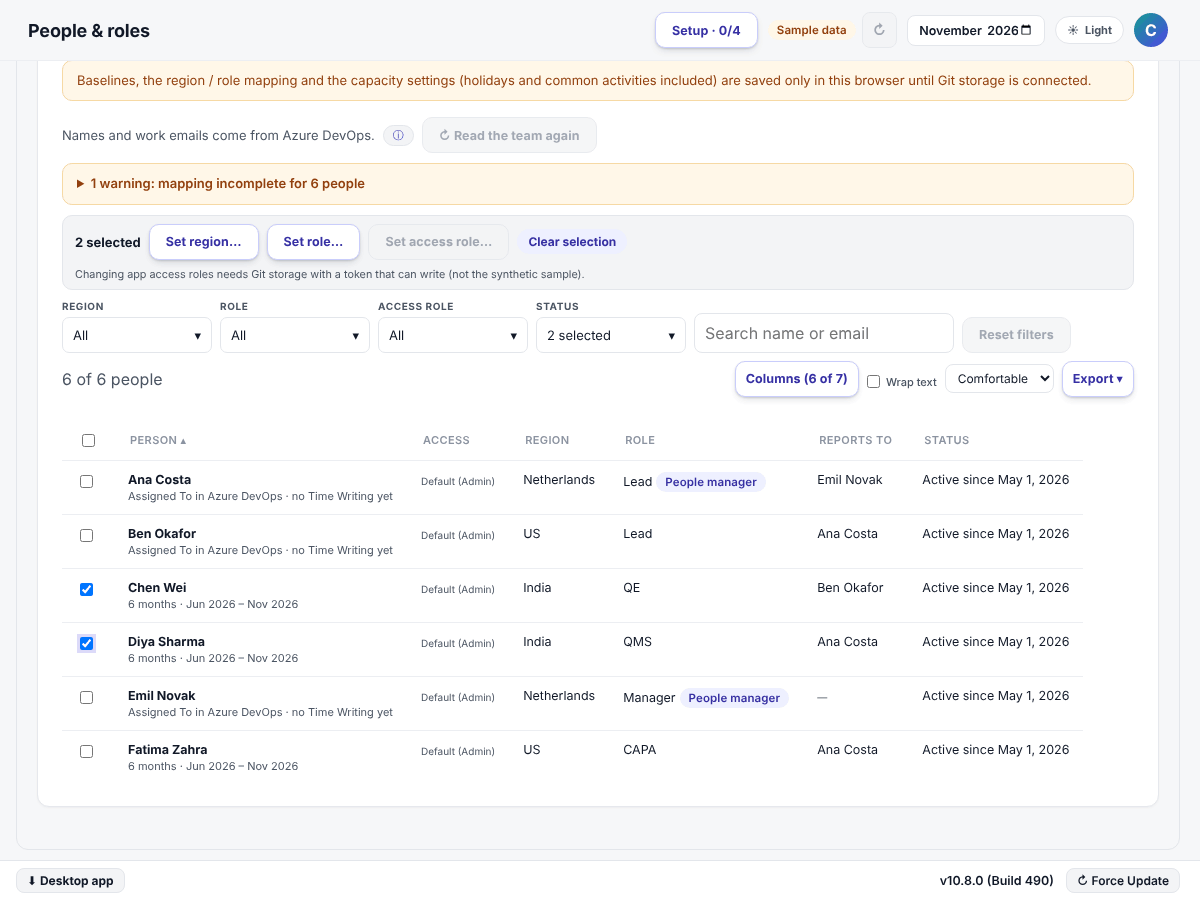 People & roles
Setup · 0/4
Sample data
↻
November 2026
☀ Light
C
Baselines, the region / role mapping and the capacity settings (holidays and common activities included) are saved only in this browser until Git storage is connected.
Names and work emails come from Azure DevOps. ⓘ ↻ Read the team again
▶ 1 warning: mapping incomplete for 6 people
2 selected Set region... Set role... Set access role... Clear selection
Changing app access roles needs Git storage with a token that can write (not the synthetic sample).
REGION ROLE ACCESS ROLE STATUS
All ▾ All ▾ All ▾ 2 selected ▾ Search name or email Reset filters
6 of 6 people Columns (6 of 7) Wrap text Comfortable Export ▾
PERSON ▴ ACCESS REGION ROLE REPORTS TO STATUS
Ana Costa Default (Admin) Netherlands Lead People manager Emil Novak Active since May 1, 2026
Assigned To in Azure DevOps · no Time Writing yet
Ben Okafor Default (Admin) US Lead Ana Costa Active since May 1, 2026
Assigned To in Azure DevOps · no Time Writing yet
Chen Wei Default (Admin) India QE Ben Okafor Active since May 1, 2026
6 months · Jun 2026 – Nov 2026
Diya Sharma Default (Admin) India QMS Ana Costa Active since May 1, 2026
6 months · Jun 2026 – Nov 2026
Emil Novak Default (Admin) Netherlands Manager People manager — Active since May 1, 2026
Assigned To in Azure DevOps · no Time Writing yet
Fatima Zahra Default (Admin) US CAPA Ana Costa Active since May 1, 2026
6 months · Jun 2026 – Nov 2026
⬇ Desktop app v10.8.0 (Build 490) ↻ Force Update